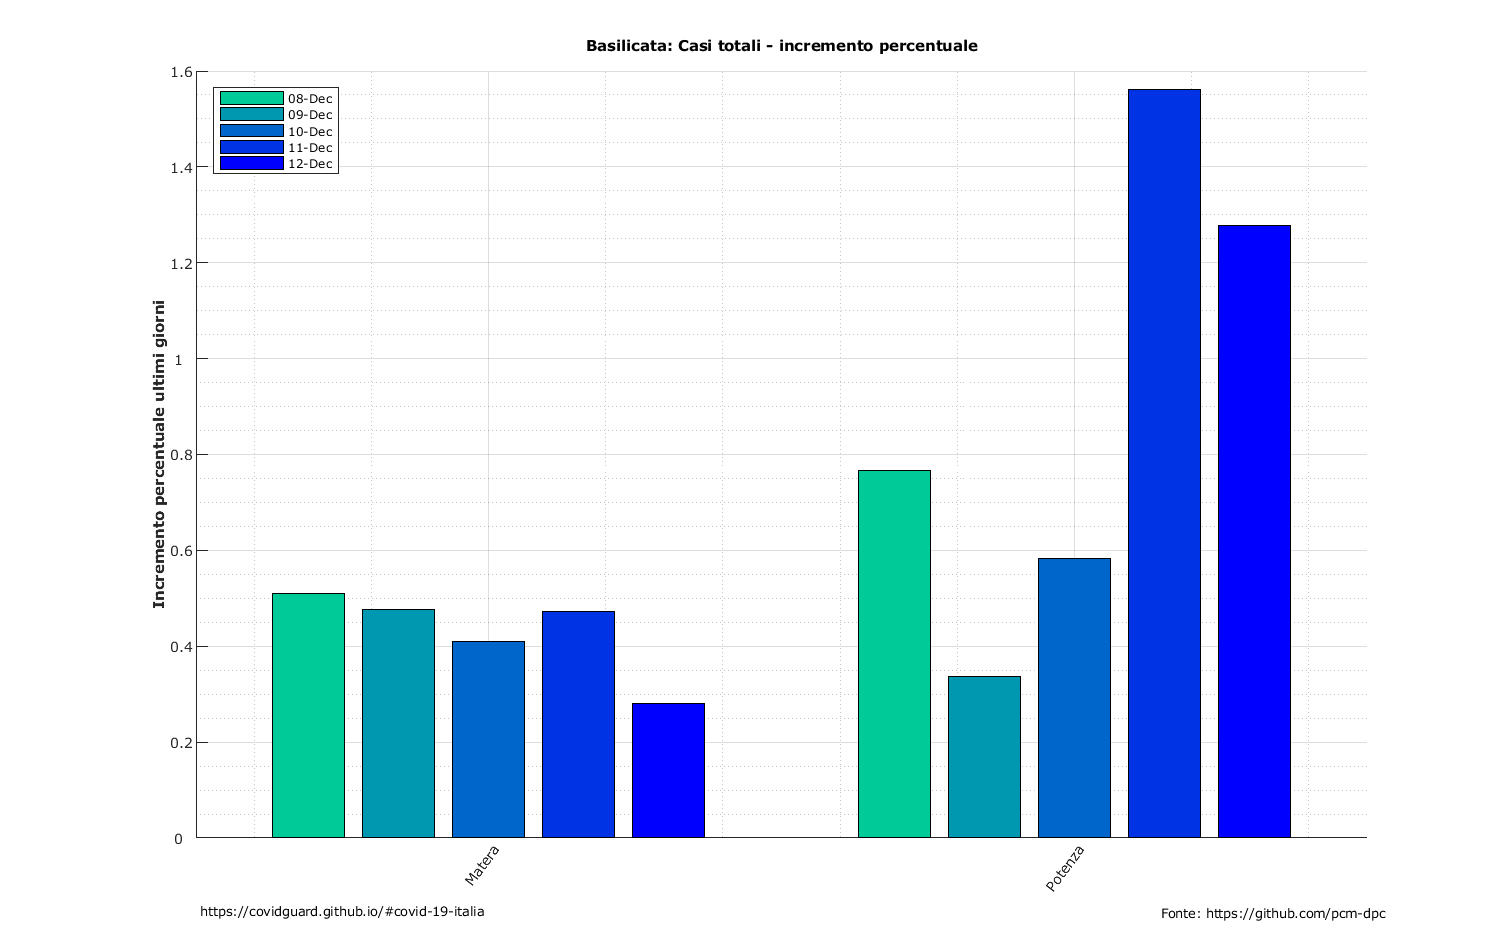 Basilicata: Casi totali - incremento percentuale
1.6
1.4
1.2
1
0.8
0.6
0.4
0.2
0
Incremento percentuale ultimi giorni
08-Dec
09-Dec
10-Dec
11-Dec
12-Dec
Matera
Potenza
https://covidguard.github.io/#covid-19-italia
Fonte: https://github.com/pcm-dpc